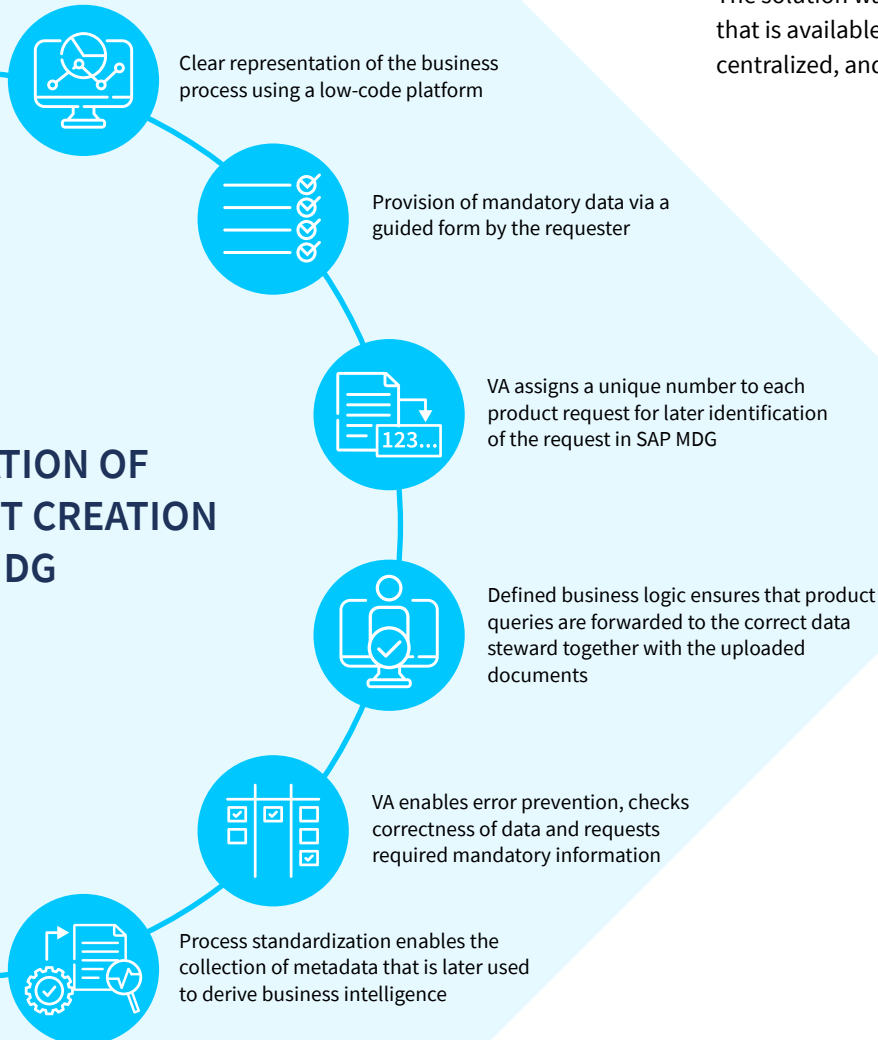 The solution wa
that is available
centralized, and
Clear representation of the business
process using a low-code platform
Provision of mandatory data via a
guided form by the requester
VA assigns a unique number to each
product request for later identification
of the request in SAP MDG
123...
TION OF
T CREATION
DG
Defined business logic ensures that product
queries are forwarded to the correct data
steward together with the uploaded
documents
VA enables error prevention, checks
correctness of data and requests
required mandatory information
Process standardization enables the
collection of metadata that is later used
to derive business intelligence